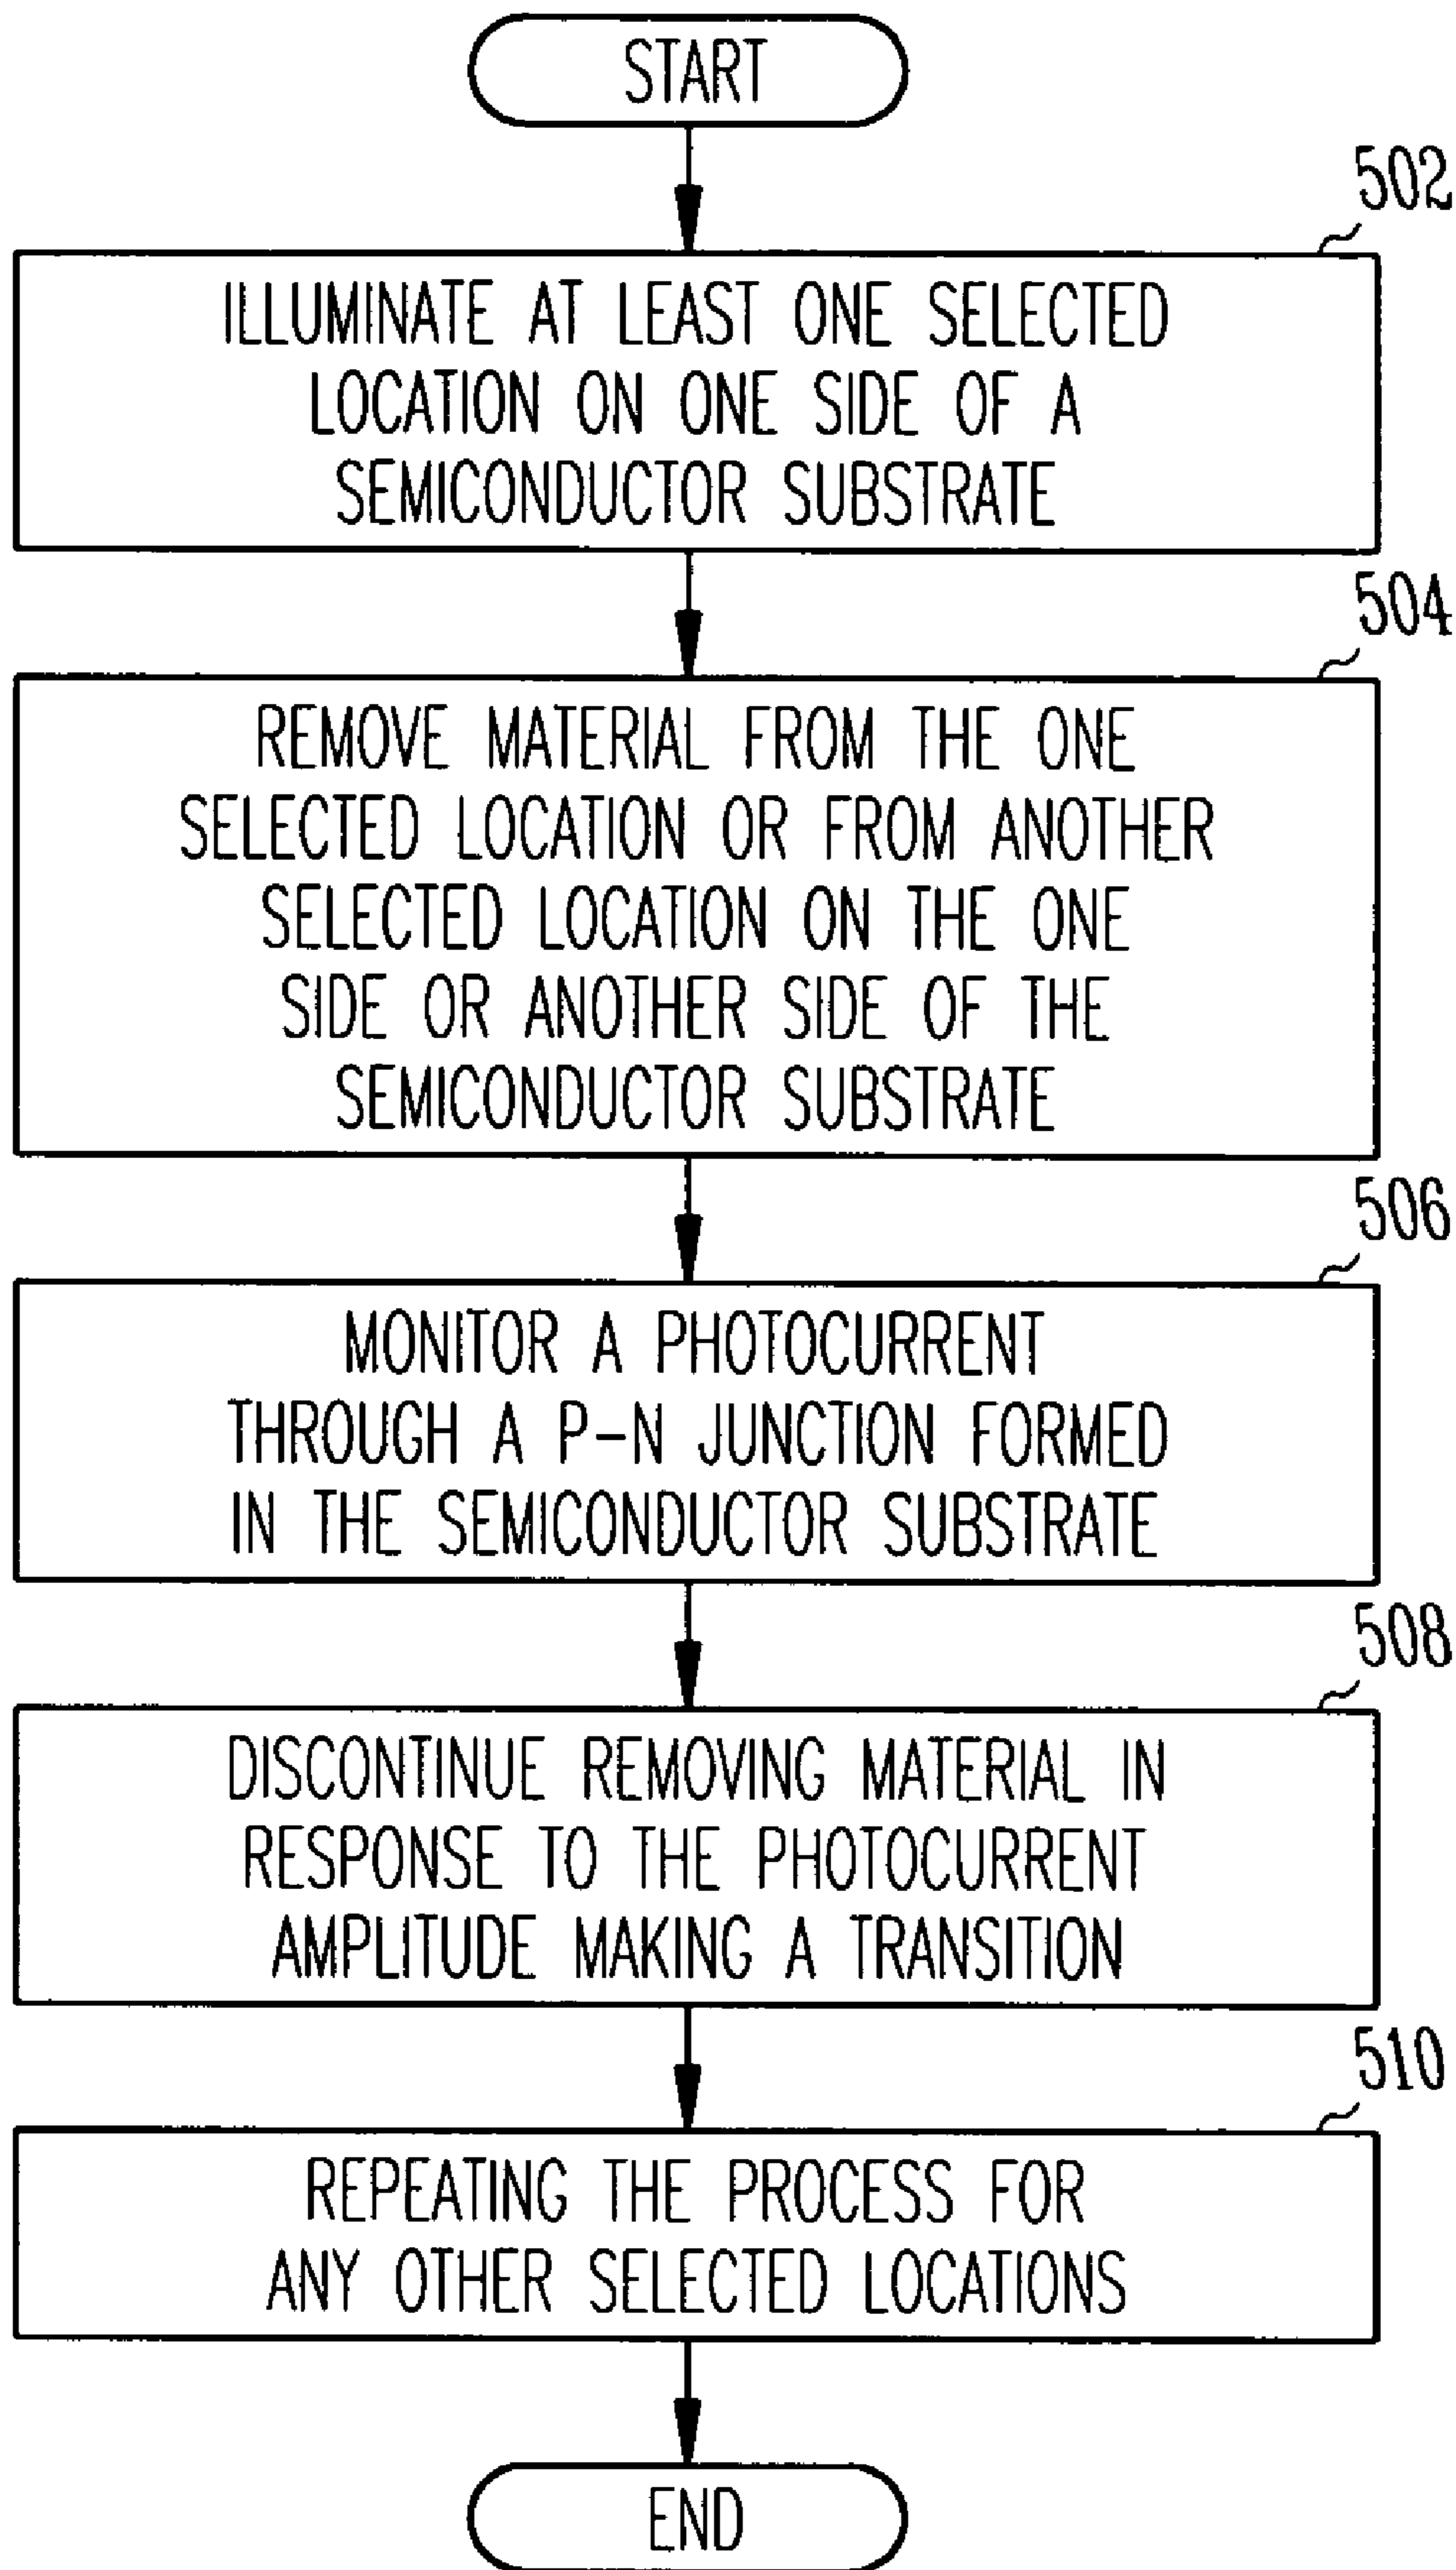 START
502
ILLUMINATE AT LEAST ONE SELECTED
LOCATION ON ONE SIDE OF A
SEMICONDUCTOR SUBSTRATE
504
REMOVE MATERIAL FROM THE ONE
SELECTED LOCATION OR FROM ANOTHER
SELECTED LOCATION ON THE ONE
SIDE OR ANOTHER SIDE OF THE
SEMICONDUCTOR SUBSTRATE
506
MONITOR A PHOTOCURRENT
THROUGH A P-N JUNCTION FORMED
IN THE SEMICONDUCTOR SUBSTRATE
508
DISCONTINUE REMOVING MATERIAL IN
RESPONSE TO THE PHOTOCURRENT
AMPLITUDE MAKING A TRANSITION
510
REPEATING THE PROCESS FOR
ANY OTHER SELECTED LOCATIONS
END